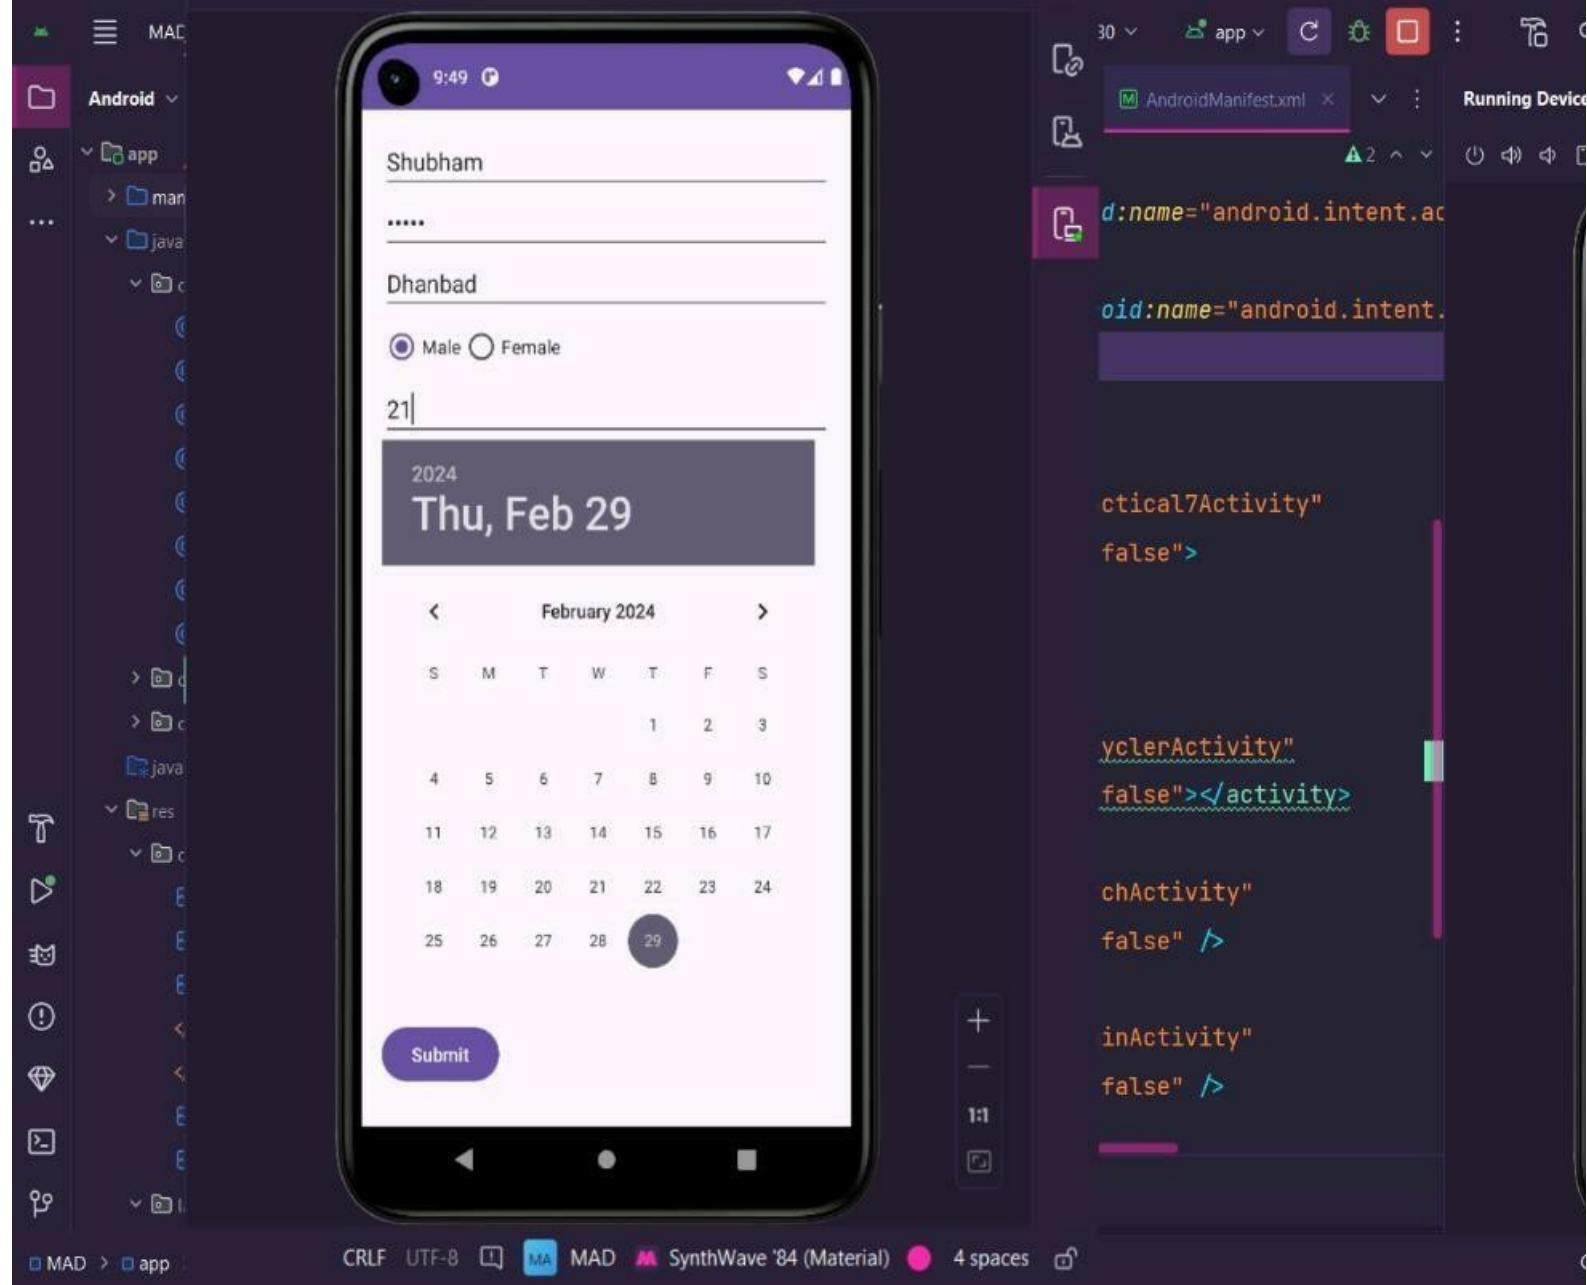 MAD
Android
app
man
java
java
res
MAD > app
9:49
Shubham
•••••
Dhanbad
Male Female
21
2024
Thu, Feb 29
February 2024
S M T W T F S
1 2 3
4 5 6 7 8 9 10
11 12 13 14 15 16 17
18 19 20 21 22 23 24
25 26 27 28 29
Submit
1:1
CRLF UTF-8 MA MAD SynthWave '84 (Material) 4 spaces
30 app
AndroidManifest.xml
Running Device
2
d:name="android.intent.ac
oid:name="android.intent.
ctical7Activity"
false">
yclerActivity"
false"></activity>
chActivity"
false" />
inActivity"
false" />